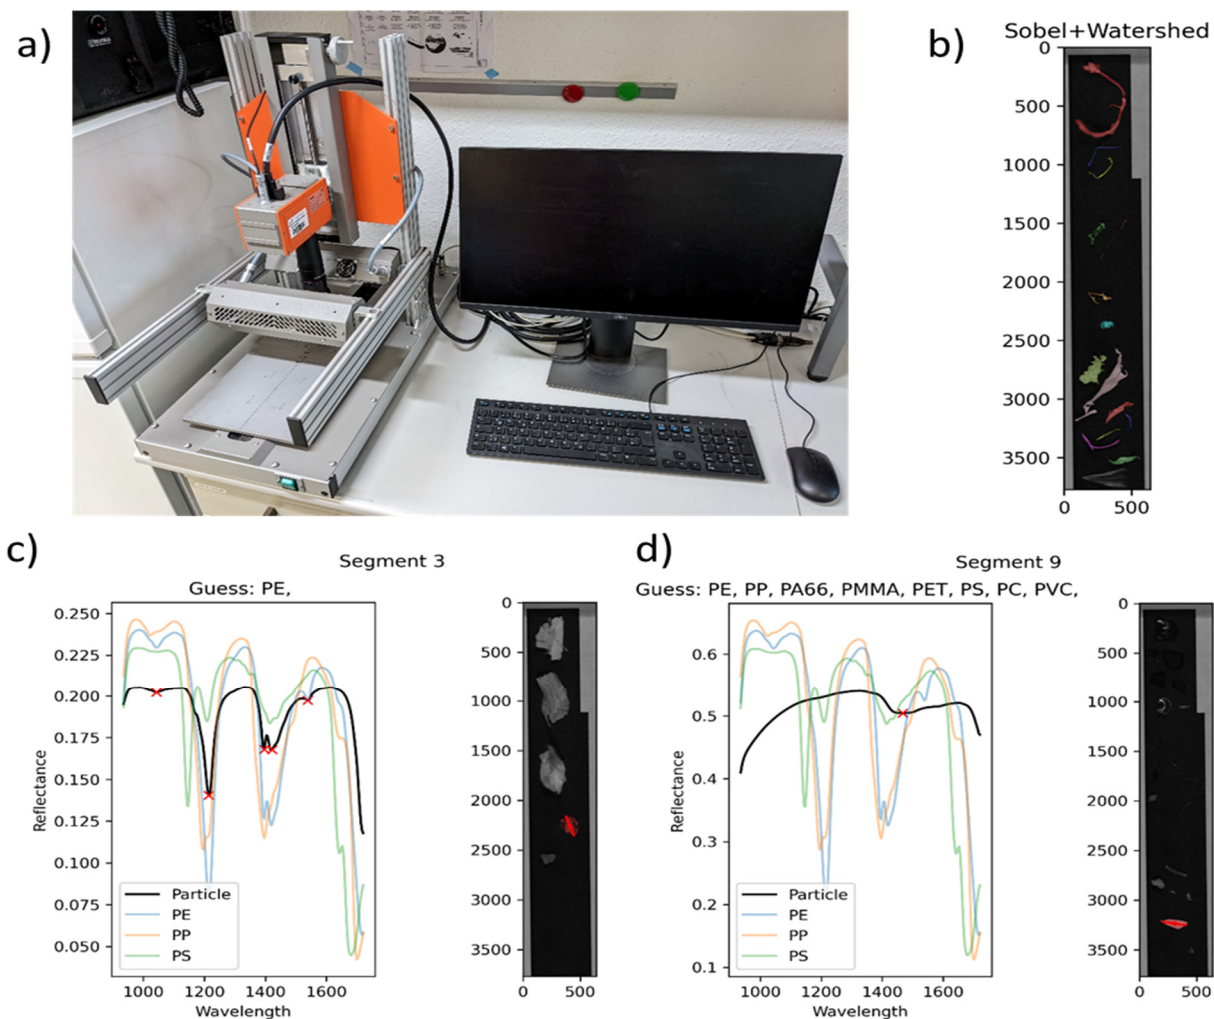 a)
b)
Sobel+Watershed
0
500
1000
1500
2000
2500
3000
3500
0 500
c)
Segment 3
Guess: PE,
Reflectance
0.250
0.225
0.200
0.175
0.150
0.125
0.100
0.075
0.050
Particle
PE
PP
PS
1000 1200 1400 1600
Wavelength
0
500
1000
1500
2000
2500
3000
3500
0 500
d)
Segment 9
Guess: PE, PP, PA66, PMMA, PET, PS, PC, PVC,
Reflectance
0.6
0.5
0.4
0.3
0.2
0.1
Particle
PE
PP
PS
1000 1200 1400 1600
Wavelength
0
500
1000
1500
2000
2500
3000
3500
0 500